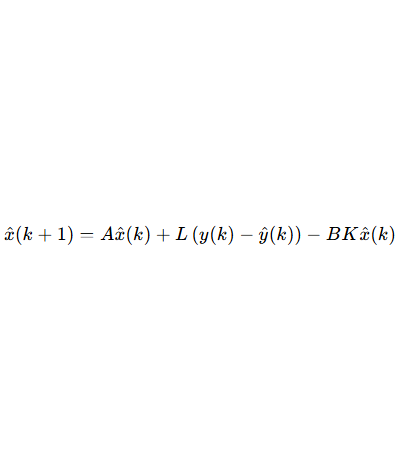 x̂(k + 1) = Ax̂(k) + L (y(k) − ŷ(k)) − BKx̂(k)